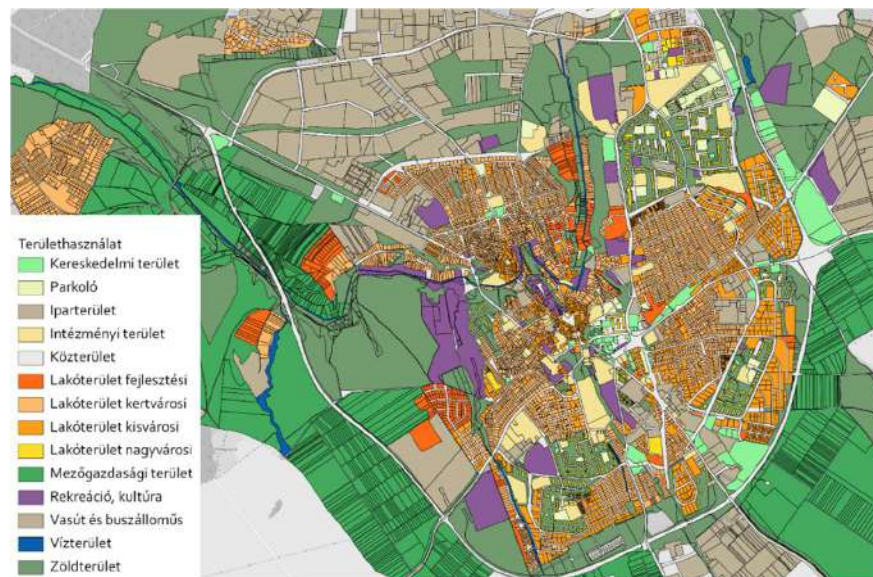 Területhasználat
Kereskedelmi terület
Parkoló
Iparterület
Intézményi terület
Közterület
Lakóterület fejlesztési
Lakóterület kertvárosi
Lakóterület kisvárosi
Lakóterület nagyvárosi
Mezőgazdasági terület
Rekreáció, kultúra
Vasút és buszálloműs
Vízterület
Zöldterület